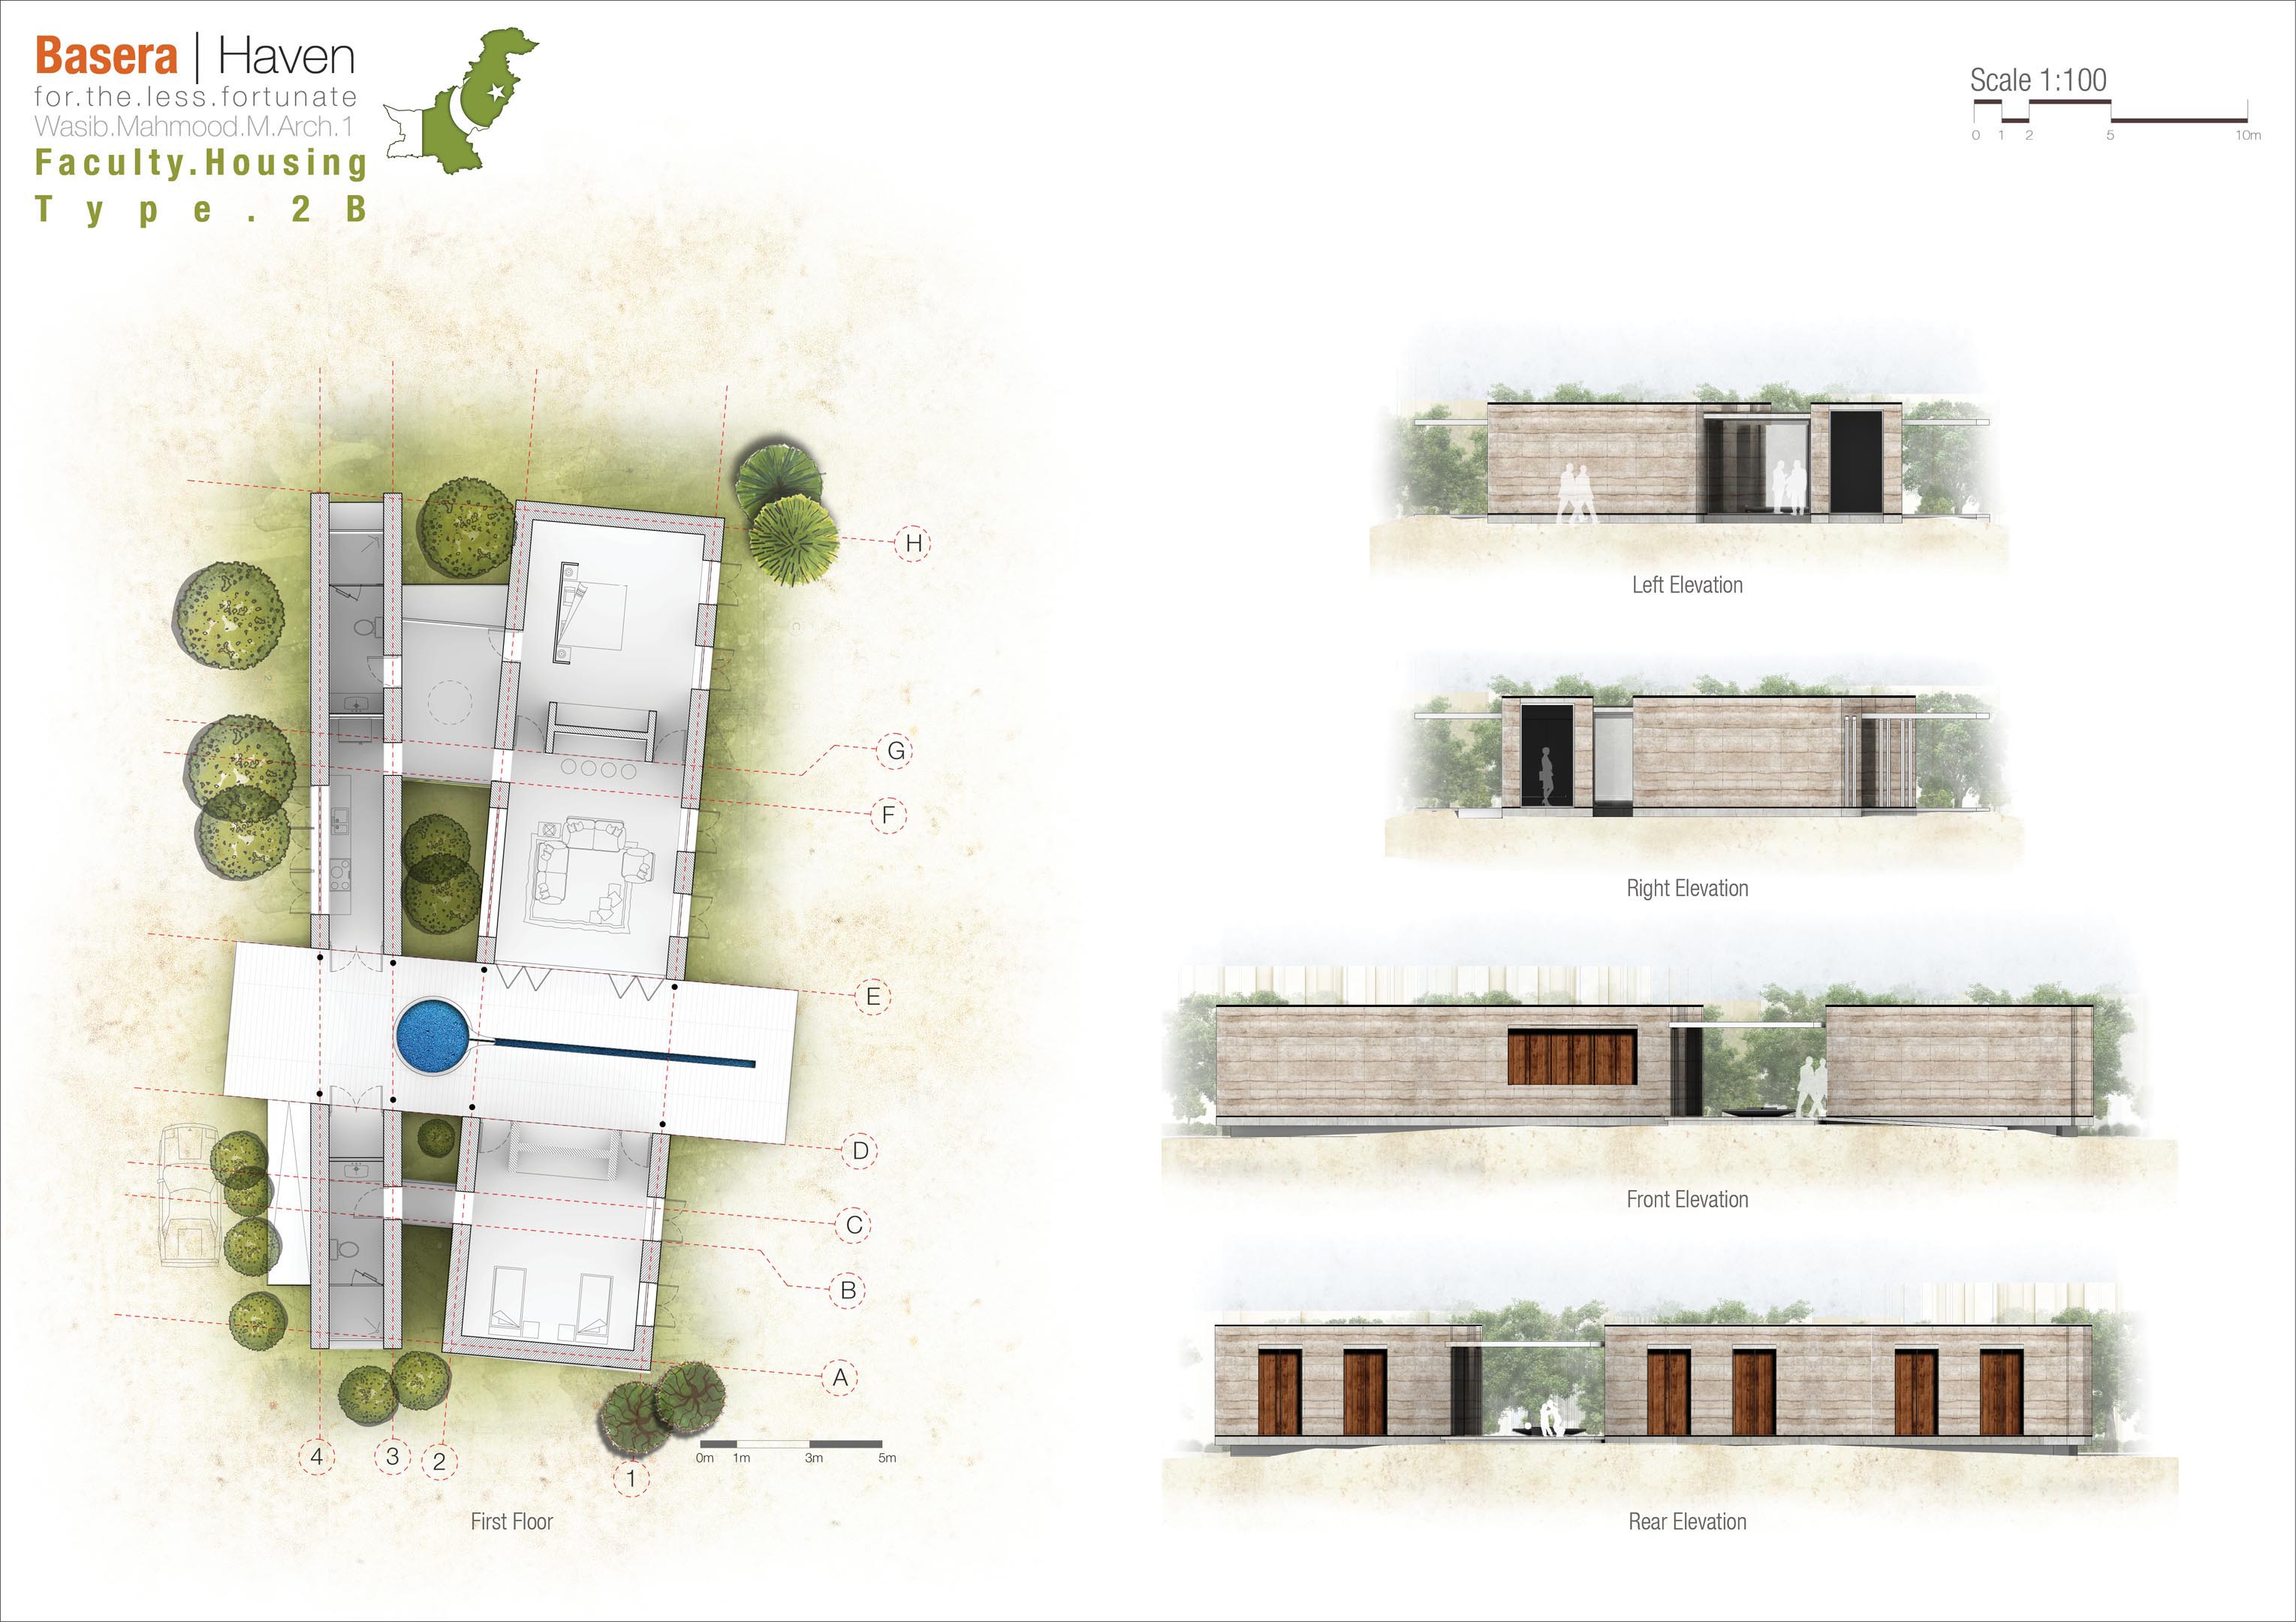 Basera | Haven
for.the.less.fortunate
Wasib.Mahmood.M.Arch.1
Faculty.Housing
Type.2B
Scale 1:100
0 1 2 5 10m
H
G
F
E
D
C
B
A
4 3 2 1
0m 1m 3m 5m
First Floor
Left Elevation
Right Elevation
Front Elevation
Rear Elevation